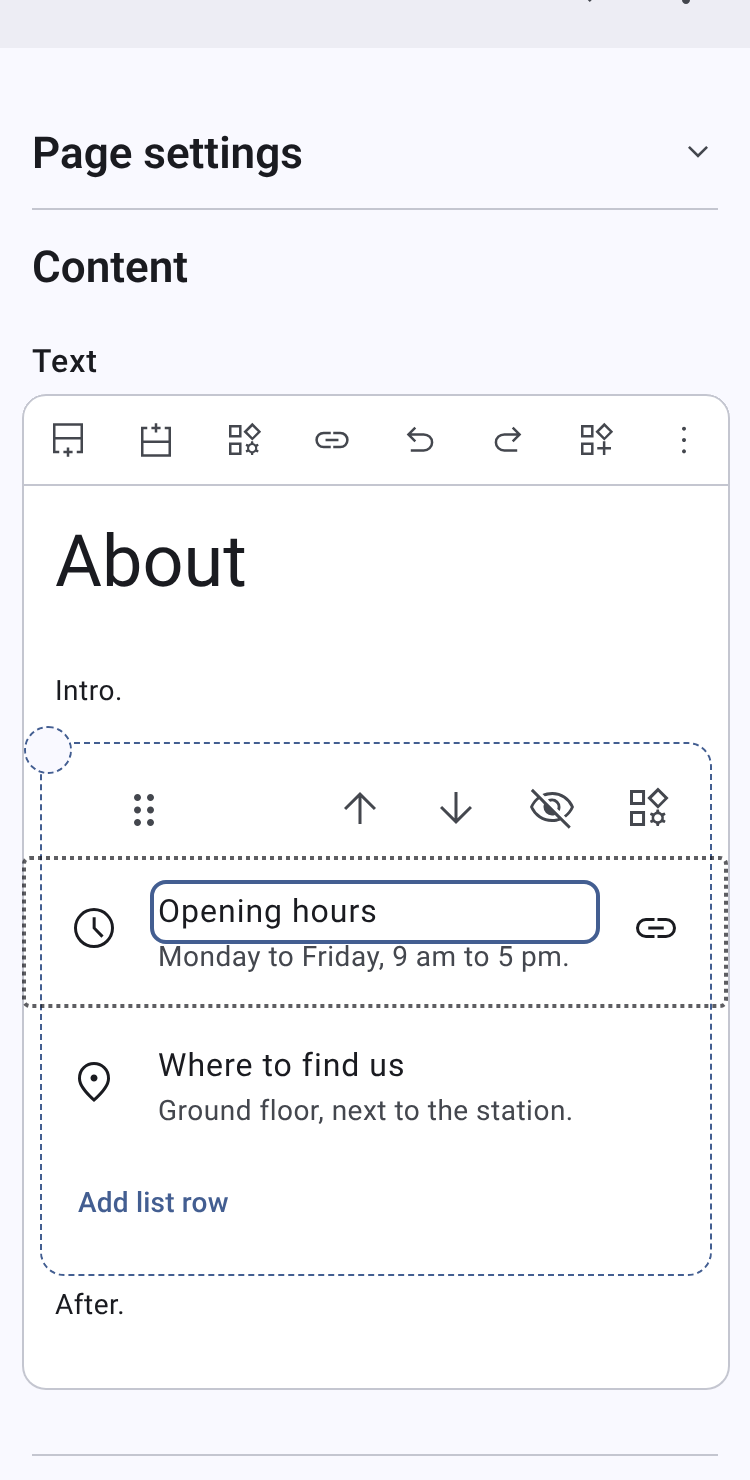 Page settings
Content
Text
About
Intro.
Opening hours
Monday to Friday, 9 am to 5 pm.
Where to find us
Ground floor, next to the station.
Add list row
After.